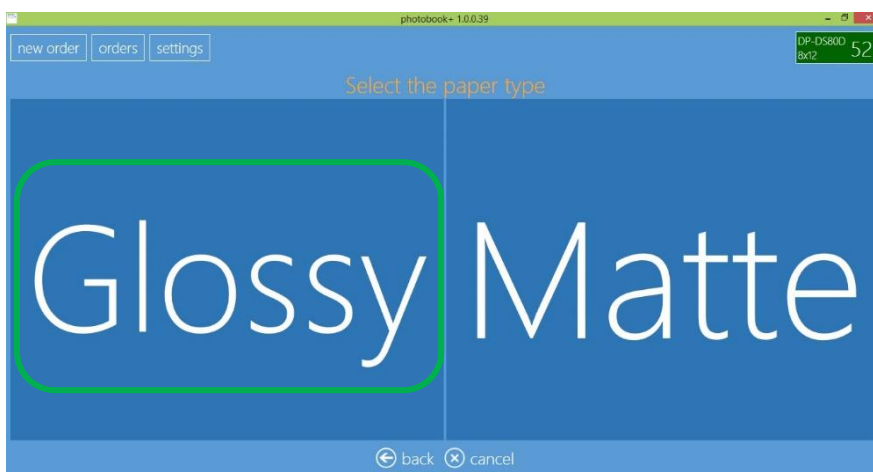 photobook+ 1.0.0.39
new order orders settings
DP-DS80D 52
8x12
Select the paper type
Glossy Matte
back cancel